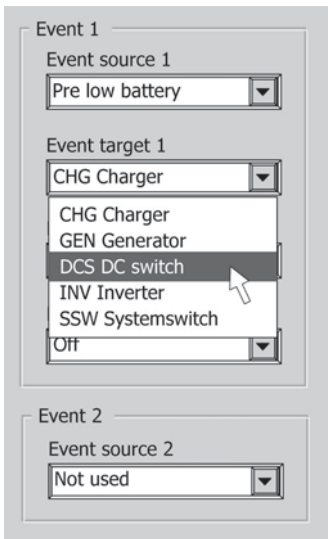 Event 1
Event source 1
Pre low battery
Event target 1
CHG Charger
CHG Charger
GEN Generator
DCS DC switch
INV Inverter
SSW Systemswitch
Off
Event 2
Event source 2
Not used